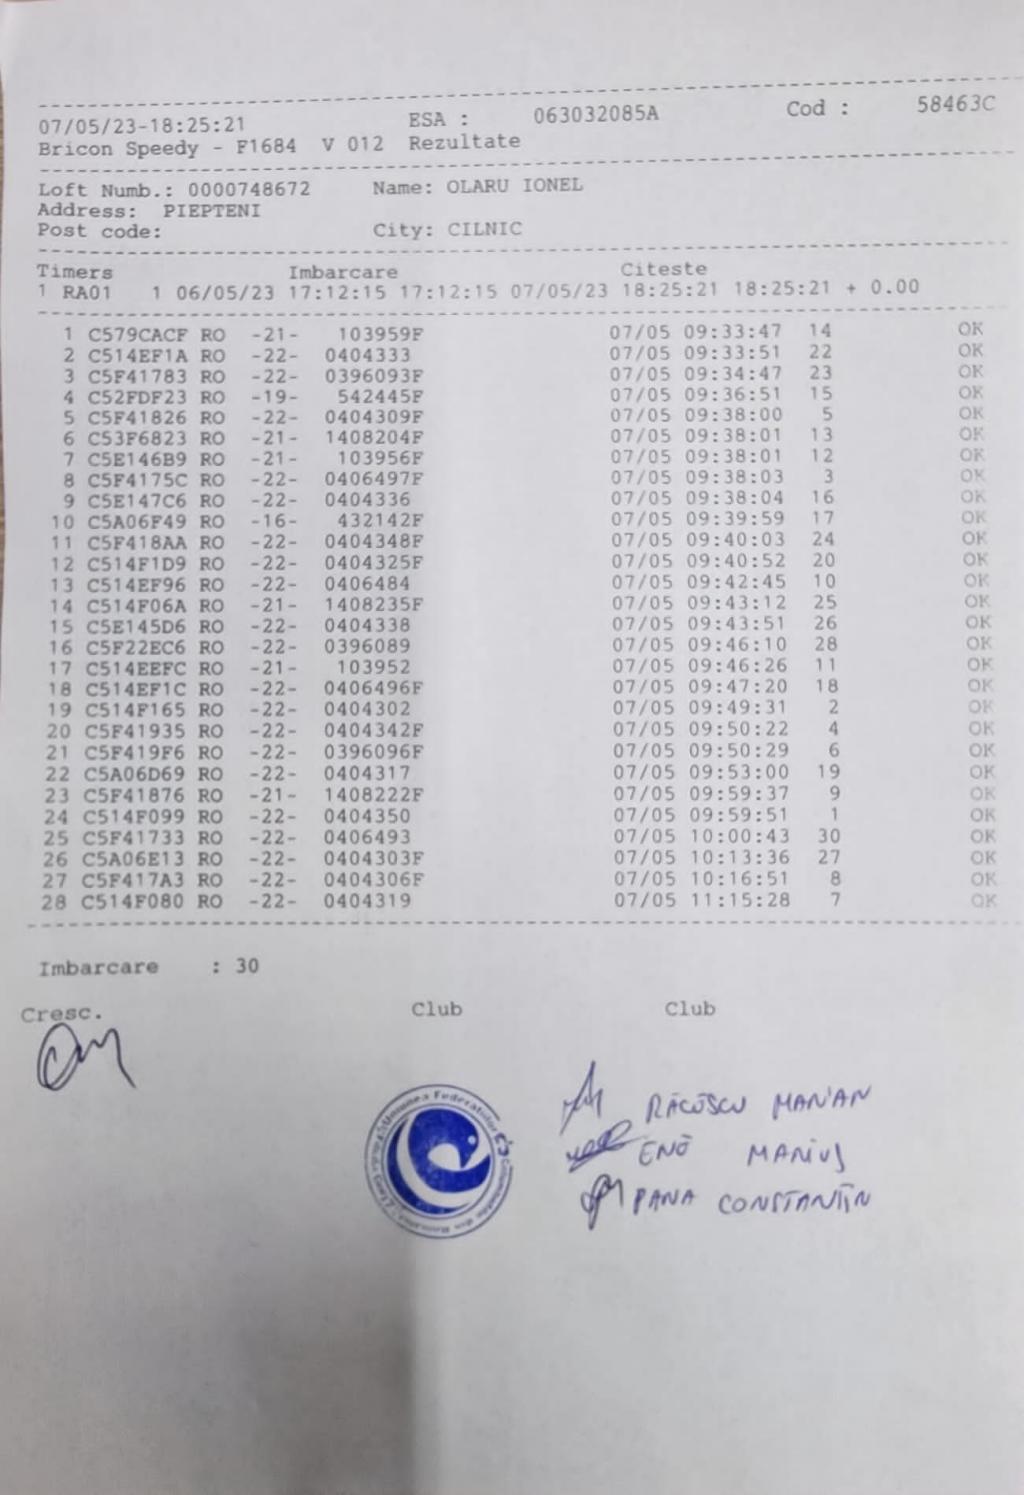 07/05/23-18:25:21 ESA : 063032085A Cod : 58463C
Bricon Speedy - F1684 V 012 Rezultate
Loft Numb.: 0000748672 Name: OLARU IONEL
Address: PIEPTENI
Post code: City: CILNIC
Timers Imbarcare Citeste
1 RA01 1 06/05/23 17:12:15 17:12:15 07/05/23 18:25:21 18:25:21 + 0.00
1 C579CACF RO -21- 103959F 07/05 09:33:47 14 OK
2 C514EF1A RO -22- 0404333 07/05 09:33:51 22 OK
3 C5F41783 RO -22- 0396093F 07/05 09:34:47 23 OK
4 C52FDF23 RO -19- 542445F 07/05 09:36:51 15 OK
5 C5F41826 RO -22- 0404309F 07/05 09:38:00 5 OK
6 C53F6823 RO -21- 1408204F 07/05 09:38:01 13 OK
7 C5E146B9 RO -21- 103956F 07/05 09:38:01 12 OK
8 C5F4175C RO -22- 0406497F 07/05 09:38:03 3 OK
9 C5E147C6 RO -22- 0404336 07/05 09:38:04 16 OK
10 C5A06F49 RO -16- 432142F 07/05 09:39:59 17 OK
11 C5F418AA RO -22- 0404348F 07/05 09:40:03 24 OK
12 C514F1D9 RO -22- 0404325F 07/05 09:40:52 20 OK
13 C514EF96 RO -22- 0406484 07/05 09:42:45 10 OK
14 C514F06A RO -21- 1408235F 07/05 09:43:12 25 OK
15 C5E145D6 RO -22- 0404338 07/05 09:43:51 26 OK
16 C5F22EC6 RO -22- 0396089 07/05 09:46:10 28 OK
17 C514EEFC RO -21- 103952 07/05 09:46:26 11 OK
18 C514EF1C RO -22- 0406496F 07/05 09:47:20 18 OK
19 C514F165 RO -22- 0404302 07/05 09:49:31 2 OK
20 C5F41935 RO -22- 0404342F 07/05 09:50:22 4 OK
21 C5F419F6 RO -22- 0396096F 07/05 09:50:29 6 OK
22 C5A06D69 RO -22- 0404317 07/05 09:53:00 19 OK
23 C5F41876 RO -21- 1408222F 07/05 09:59:37 9 OK
24 C514F099 RO -22- 0404350 07/05 09:59:51 1 OK
25 C5F41733 RO -22- 0406493 07/05 10:00:43 30 OK
26 C5A06E13 RO -22- 0404303F 07/05 10:13:36 27 OK
27 C5F417A3 RO -22- 0404306F 07/05 10:16:51 8 OK
28 C514F080 RO -22- 0404319 07/05 11:15:28 7 OK
Imbarcare : 30
Cresc. Club Club
MARIUS
PANA CONSTANTIN